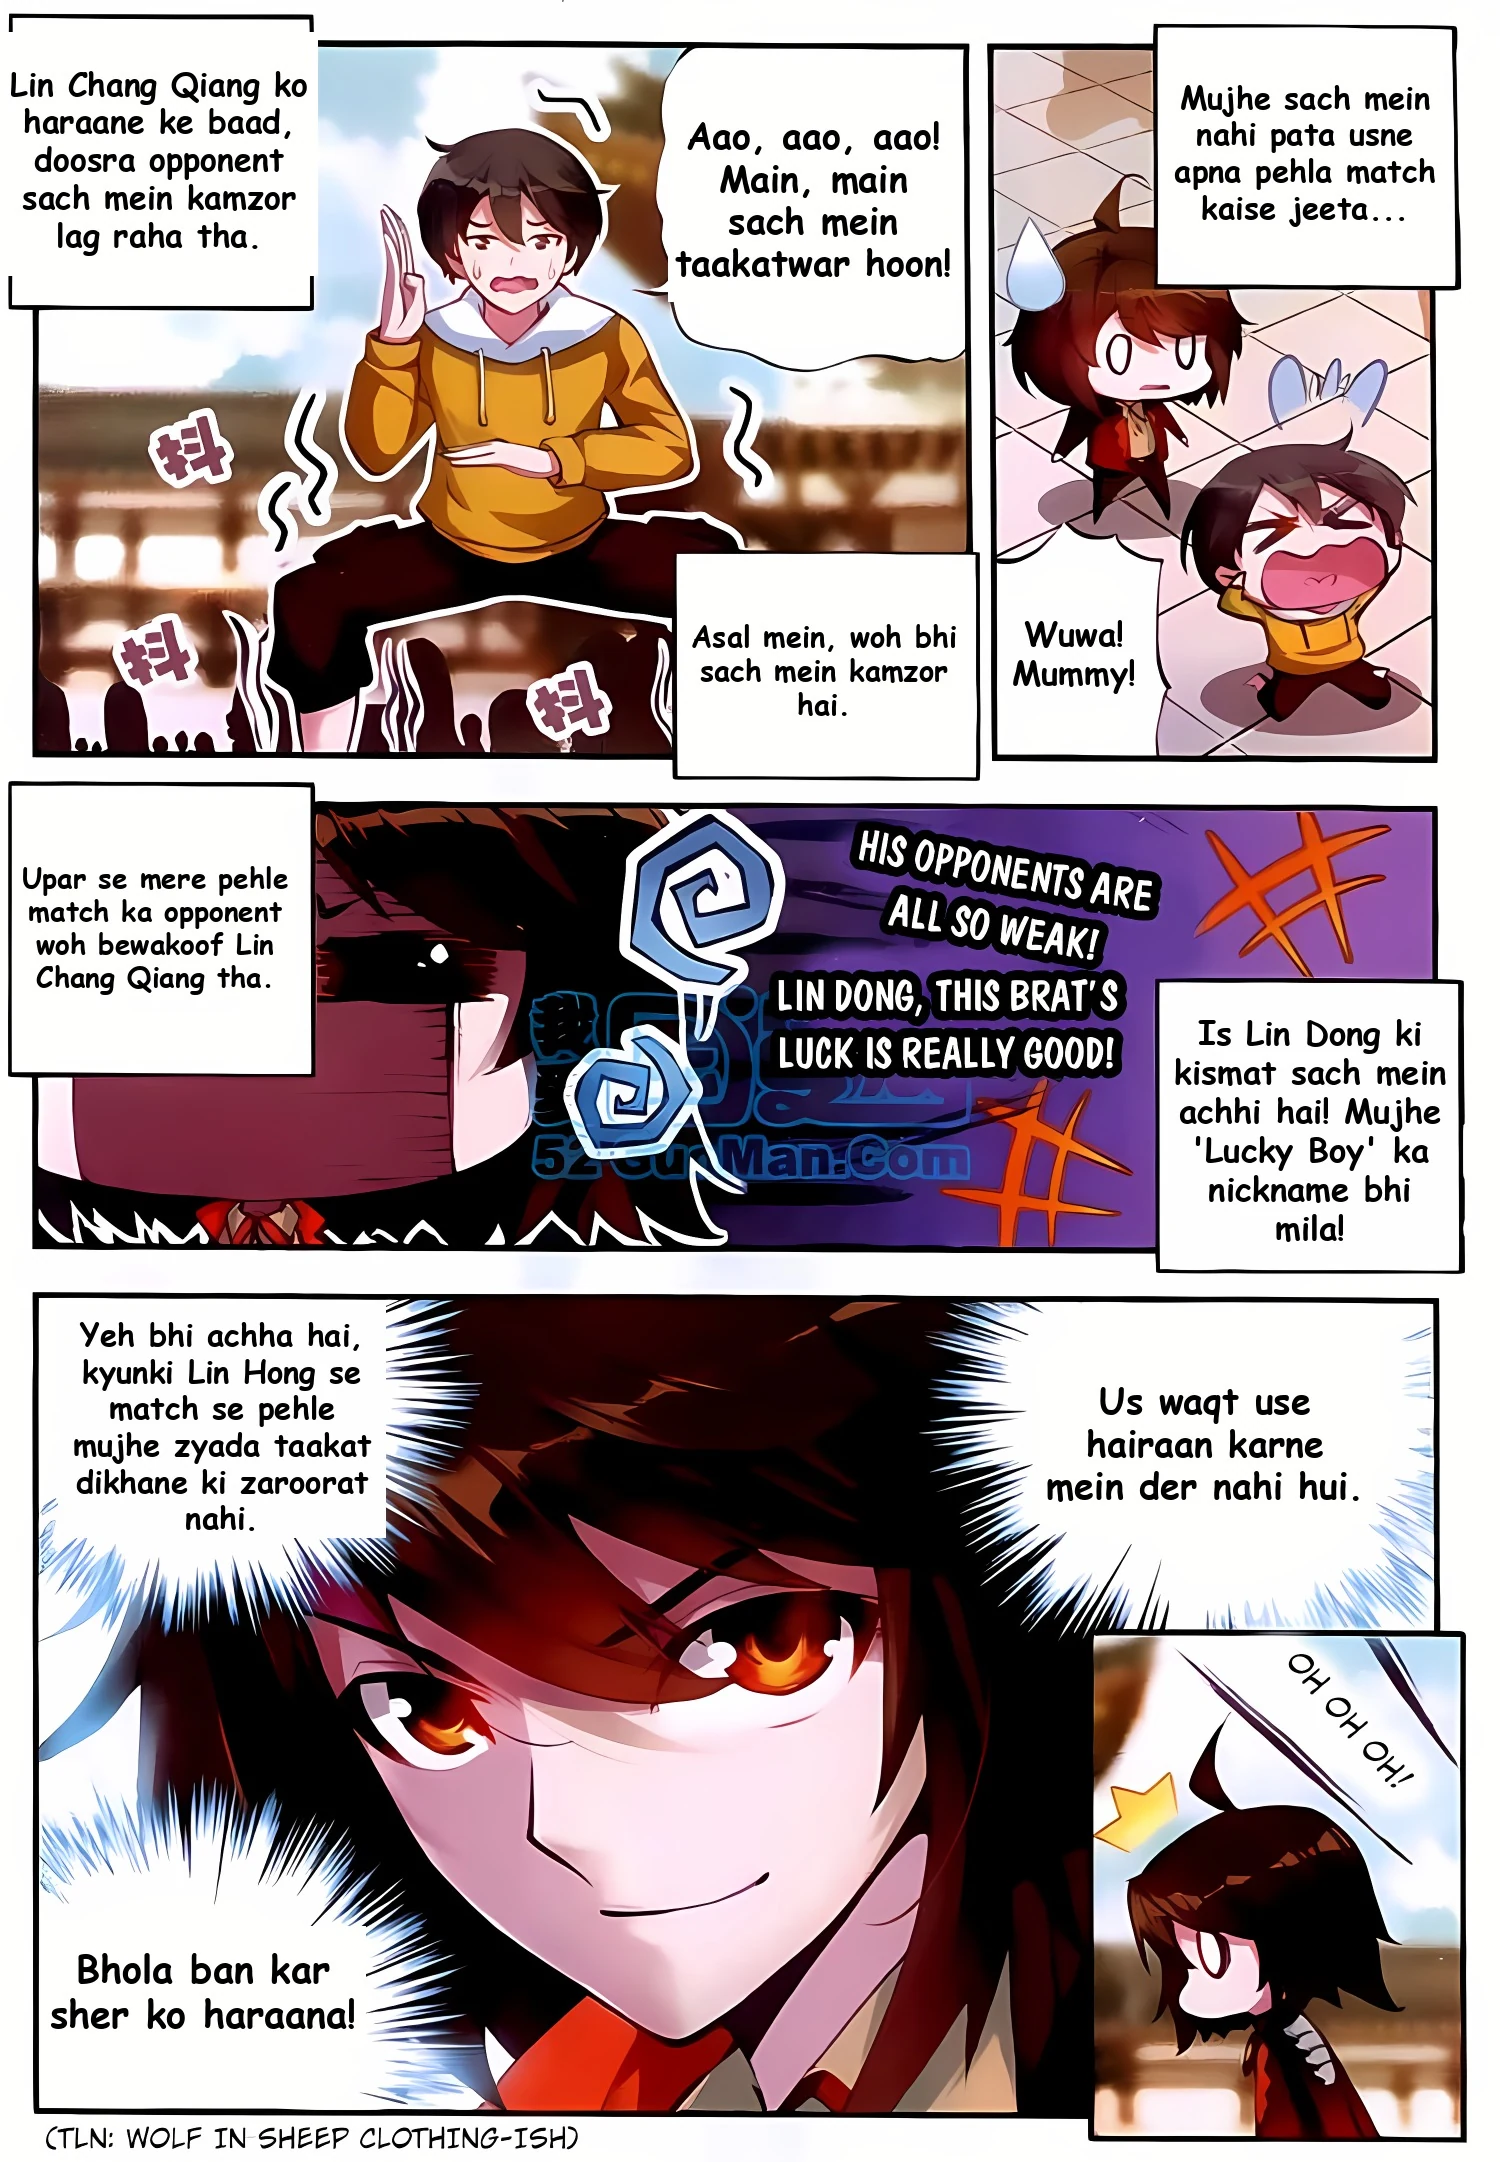 Lin Chang Qiang ko
haraane ke baad,
doosra opponent
sach mein kamzor
lag raha tha.
Aao, aao, aao!
Main, main
sach mein
taakatwar hoon!
抖
抖
抖
Asal mein, woh bhi
sach mein kamzor
hai.
Mujhe sach mein
nahi pata usne
apna pehla match
kaise jeeta...
Wuwa!
Mummy!
Upar se mere pehle
match ka opponent
woh bewakoof Lin
Chang Qiang tha.
HIS OPPONENTS ARE
ALL SO WEAK!
LIN DONG, THIS BRAT'S
LUCK IS REALLY GOOD!
Is Lin Dong ki
kismat sach mein
achhi hai! Mujhe
'Lucky Boy' ka
nickname bhi
mila!
Yeh bhi achha hai,
kyunki Lin Hong se
match se pehle
mujhe zyada taakat
dikhane ki zaroorat
nahi.
Us waqt use
hairaan karne
mein der nahi hui.
OH OH OH!
Bhola ban kar
sher ko haraana!
(TLN: WOLF IN SHEEP CLOTHING-ISH)